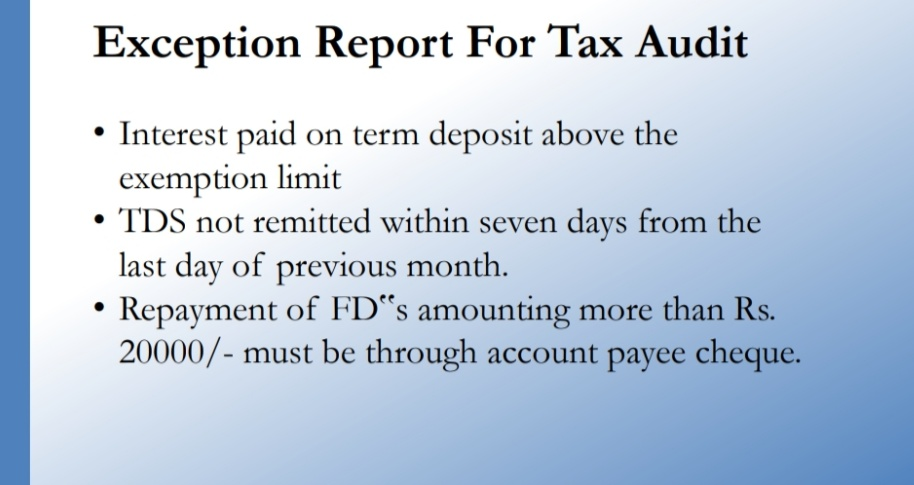 Exception Report For Tax Audit
• Interest paid on term deposit above the
exemption limit
• TDS not remitted within seven days from the
last day of previous month.
• Repayment of FD‟s amounting more than Rs.
20000/- must be through account payee cheque.